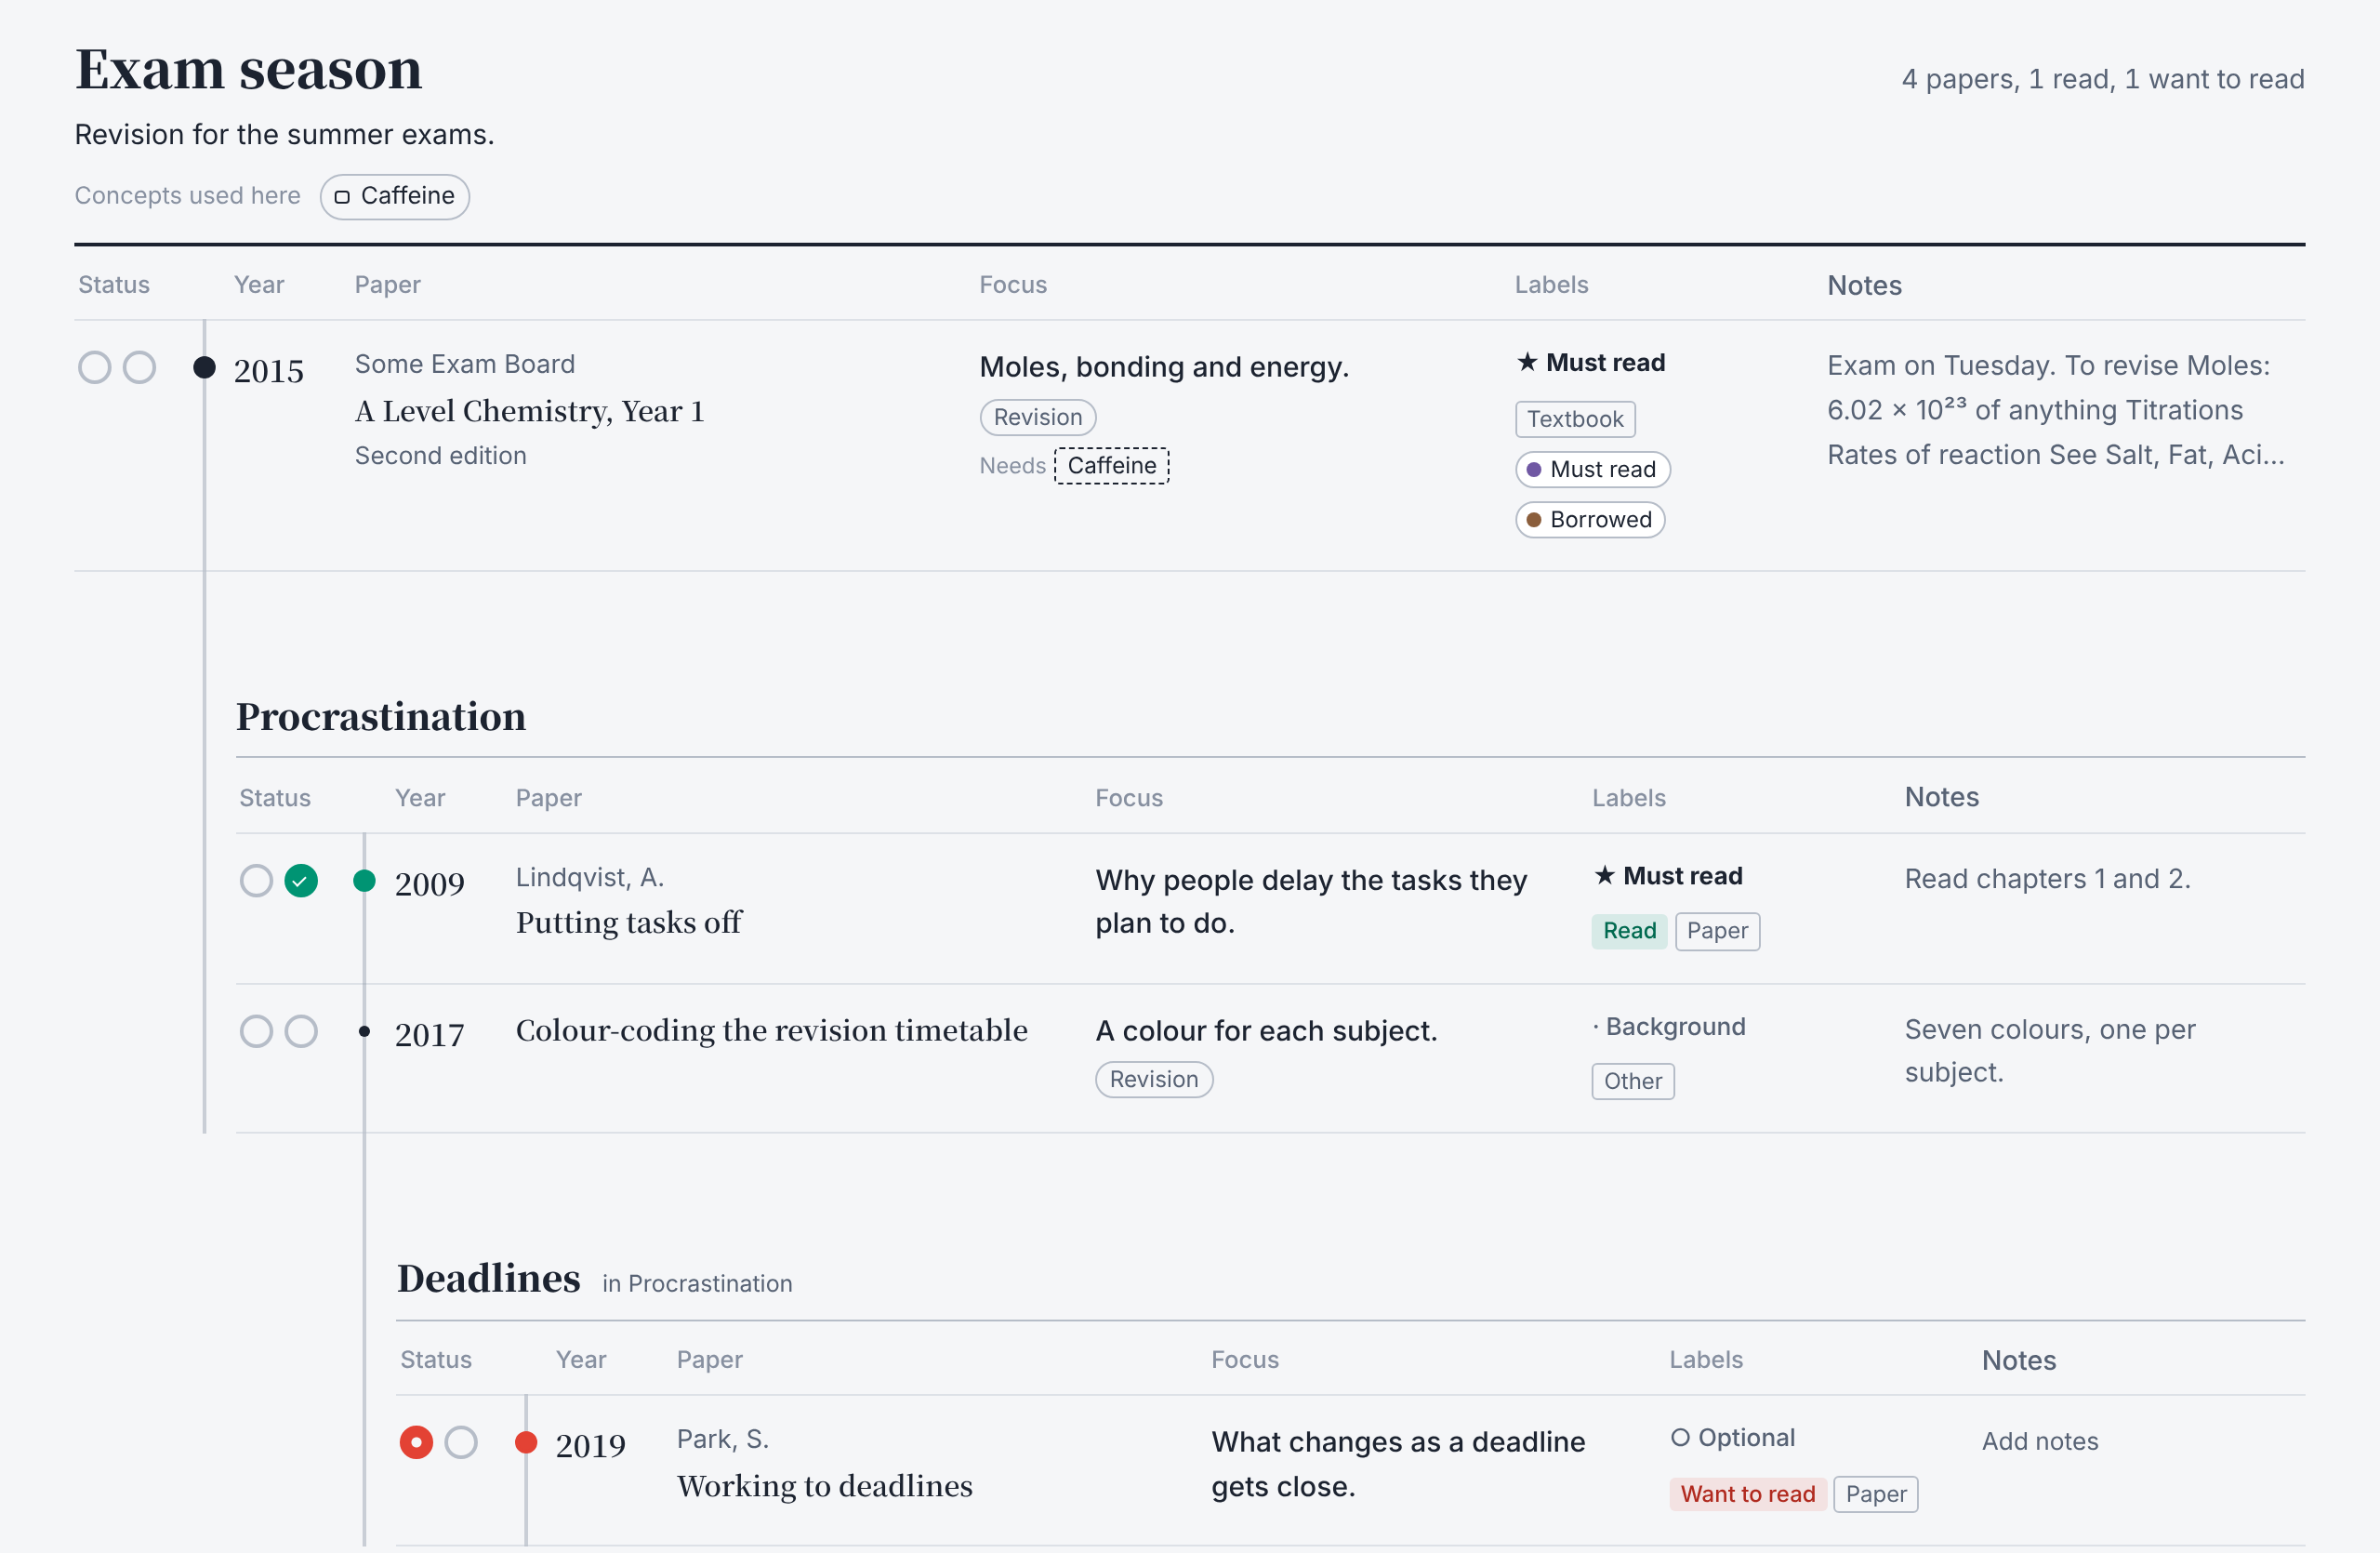 Exam season
4 papers, 1 read, 1 want to read
Revision for the summer exams.
Concepts used here Caffeine
Status Year Paper Focus Labels Notes
2015 Some Exam Board
A Level Chemistry, Year 1
Second edition
Moles, bonding and energy.
Revision
Needs Caffeine
★ Must read
Textbook
Must read
Borrowed
Exam on Tuesday. To revise Moles:
6.02 × 10²³ of anything Titrations
Rates of reaction See Salt, Fat, Aci...
Procrastination
Status Year Paper Focus Labels Notes
2009 Lindqvist, A.
Putting tasks off
Why people delay the tasks they
plan to do.
★ Must read
Read Paper
Read chapters 1 and 2.
2017 Colour-coding the revision timetable
A colour for each subject.
Revision
· Background
Other
Seven colours, one per
subject.
Deadlines in Procrastination
Status Year Paper Focus Labels Notes
2019 Park, S.
Working to deadlines
What changes as a deadline
gets close.
Optional
Want to read Paper
Add notes